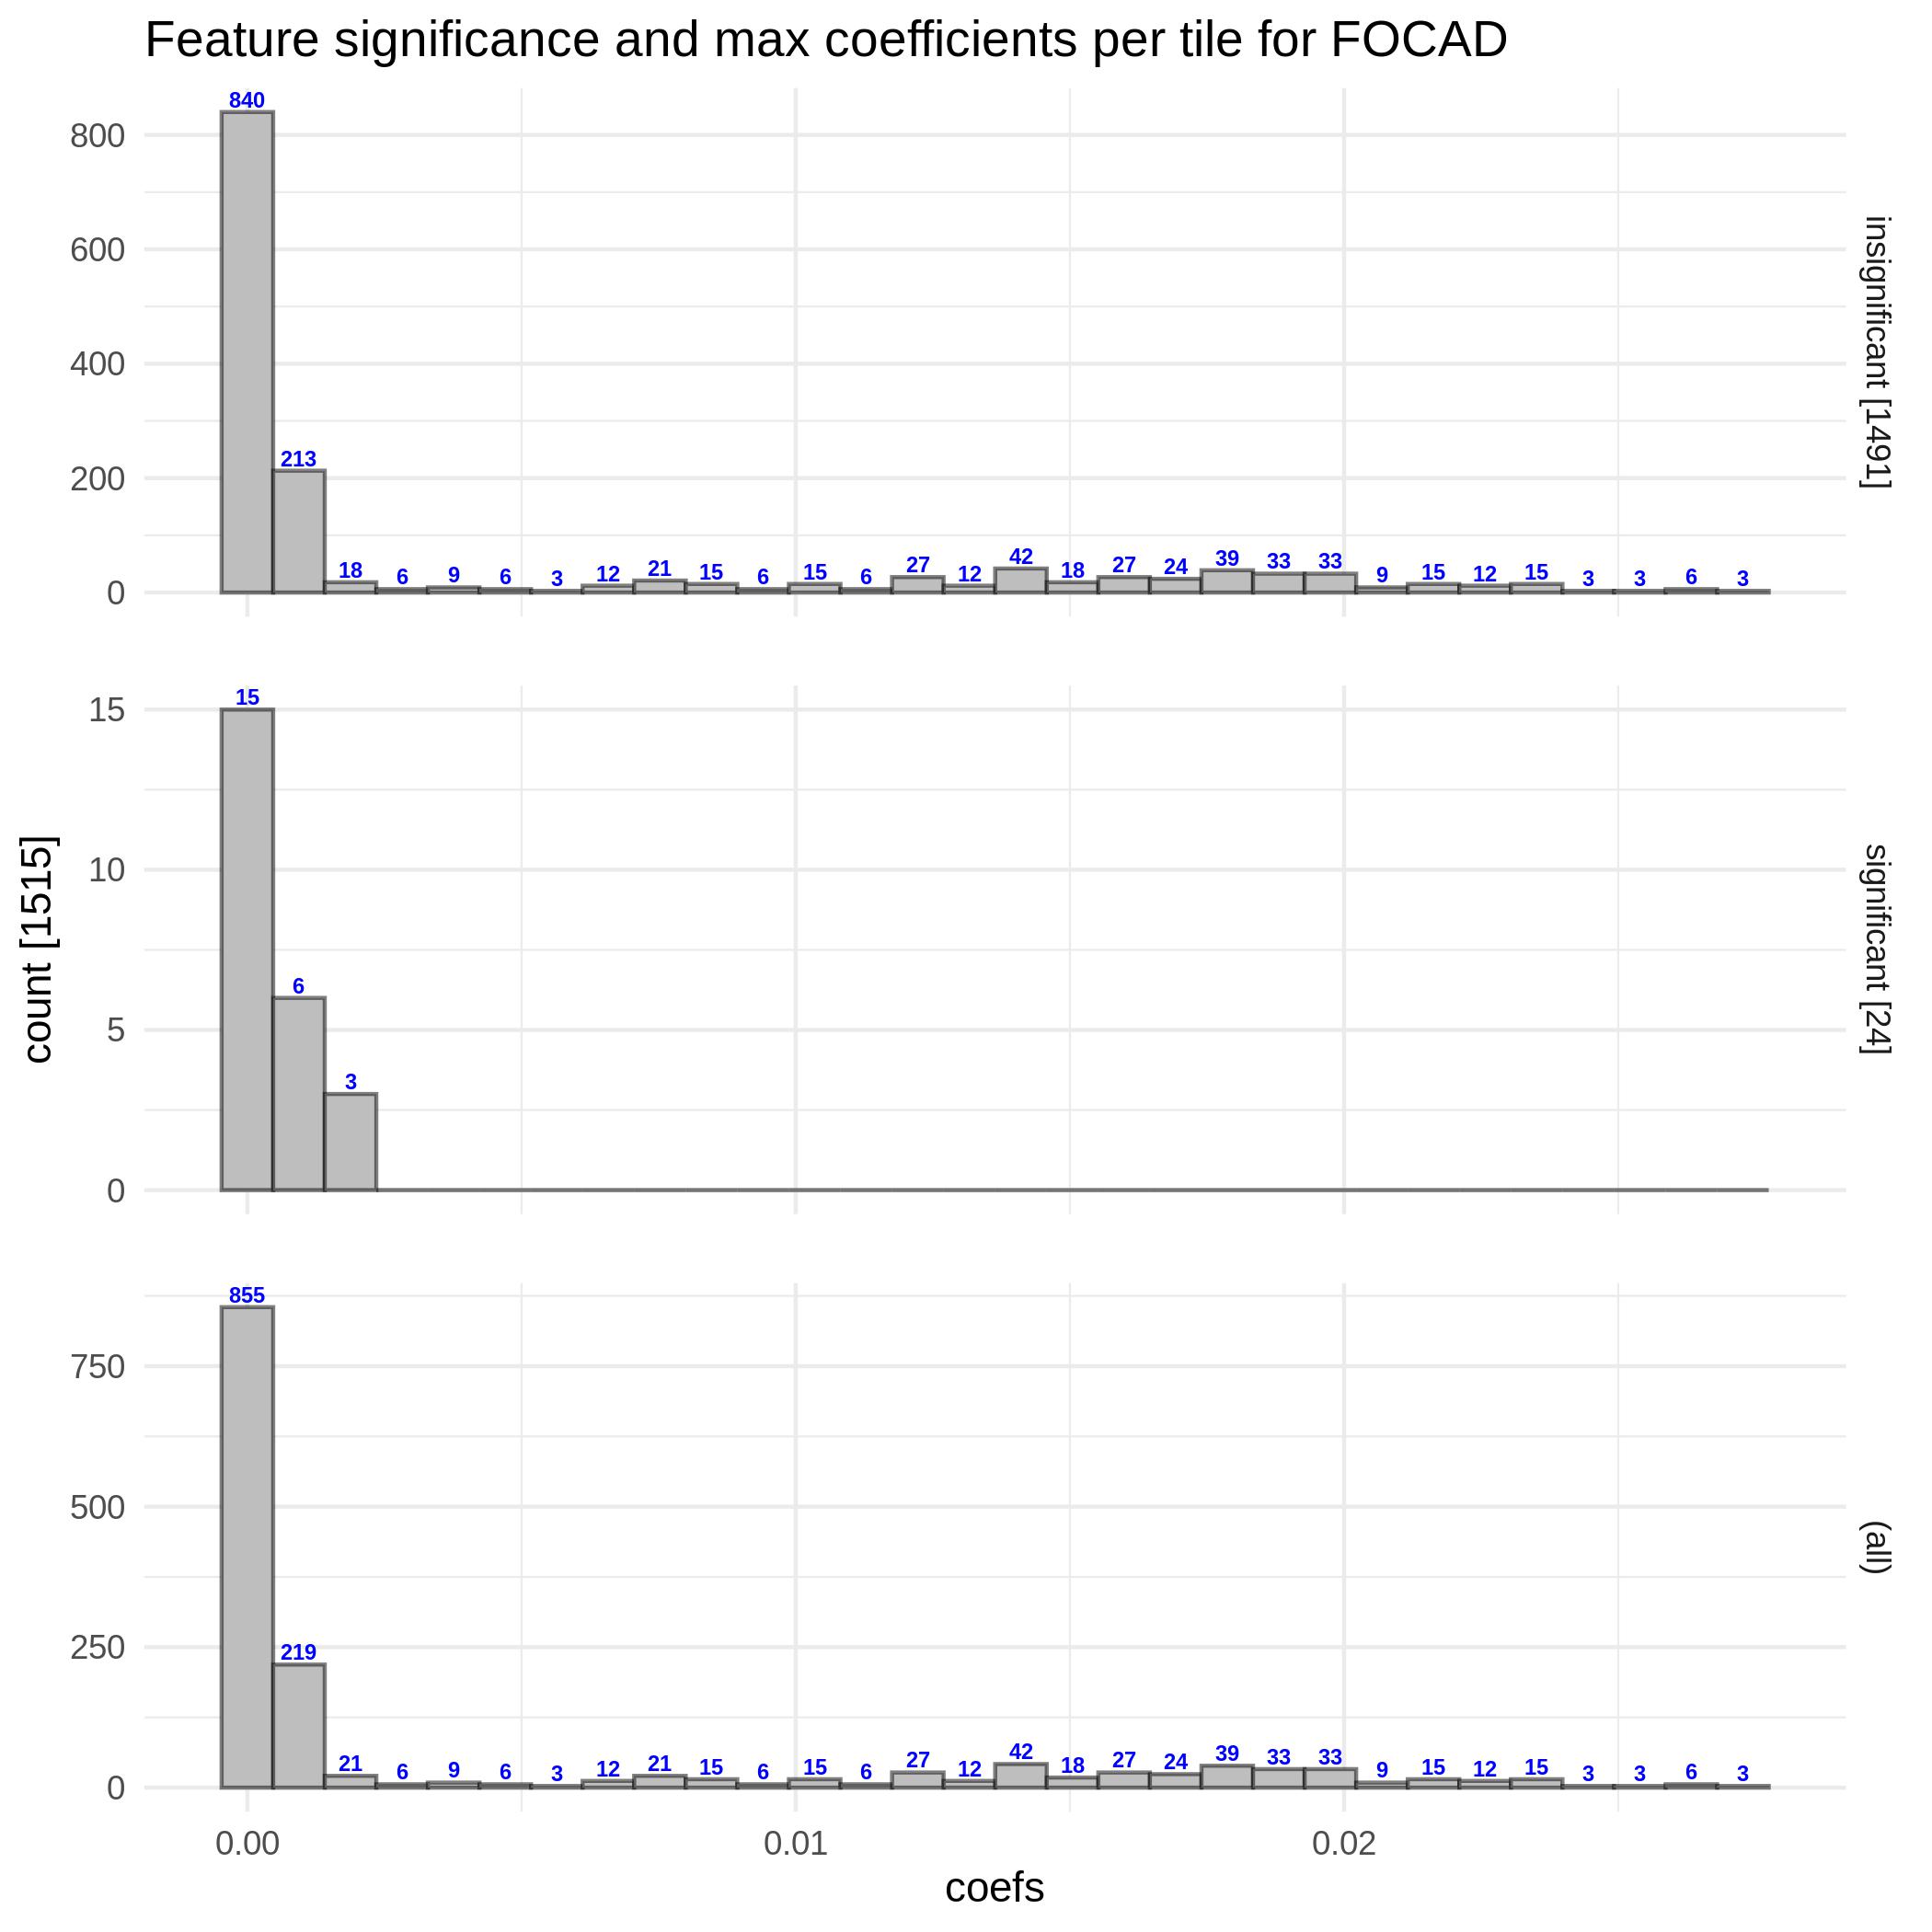 Feature significance and max coefficients per tile for FOCAD
840
800
600
400
213
200
18 6 9 6 3 12 21 15 6 15 6 27 12 42 18 27 24 39 33 33 9 15 12 15 3 3 6 3
0
insignificant [1491]
15
15
10
6
5
3
0
significant [24]
count [1515]
855
750
500
250
219
21 6 9 6 3 12 21 15 6 15 6 27 12 42 18 27 24 39 33 33 9 15 12 15 3 3 6 3
0
(all)
0.00 0.01 0.02
coefs